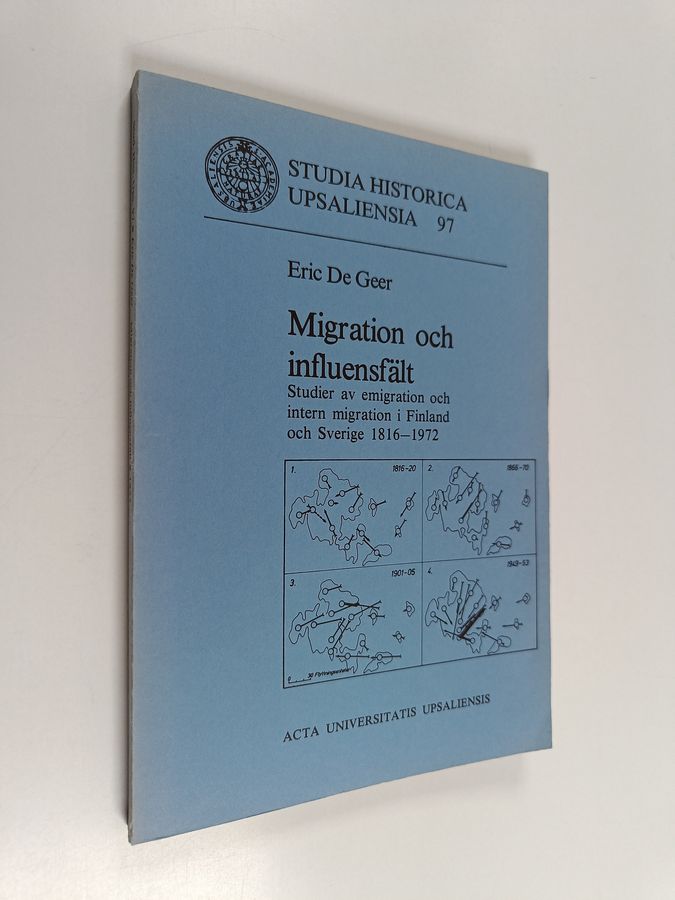 STUDIA HISTORICA
UPSALIENSIA 97
Eric De Geer
Migration och
influensfält
Studier av emigration och
intern migration i Finland
och Sverige 1816—1972
1. 1816-20
2. 1866-70
3. 1901-05
4. 1949-53
ACTA UNIVERSITATIS UPSALIENSIS